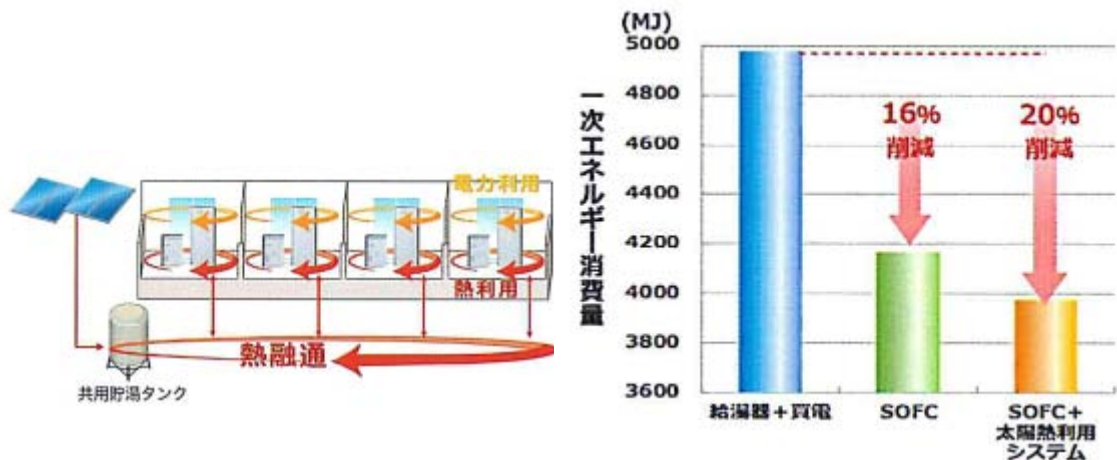 電力利用
熱利用
熱融通
共用貯湯タンク
(MJ)
一次エネルギー消費量
5000
4800
4600
4400
4200
4000
3800
3600
16%
削減
20%
削減
給湯器+買電
SOFC
SOFC+
太陽熱利用
システム